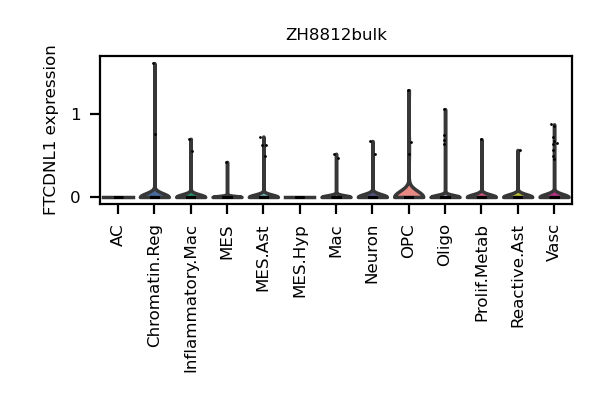 ZH8812bulk
FTCDNL1 expression
1
0
AC
Chromatin.Reg
Inflammatory.Mac
MES
MES.Ast
MES.Hyp
Mac
Neuron
OPC
Oligo
Prolif.Metab
Reactive.Ast
Vasc